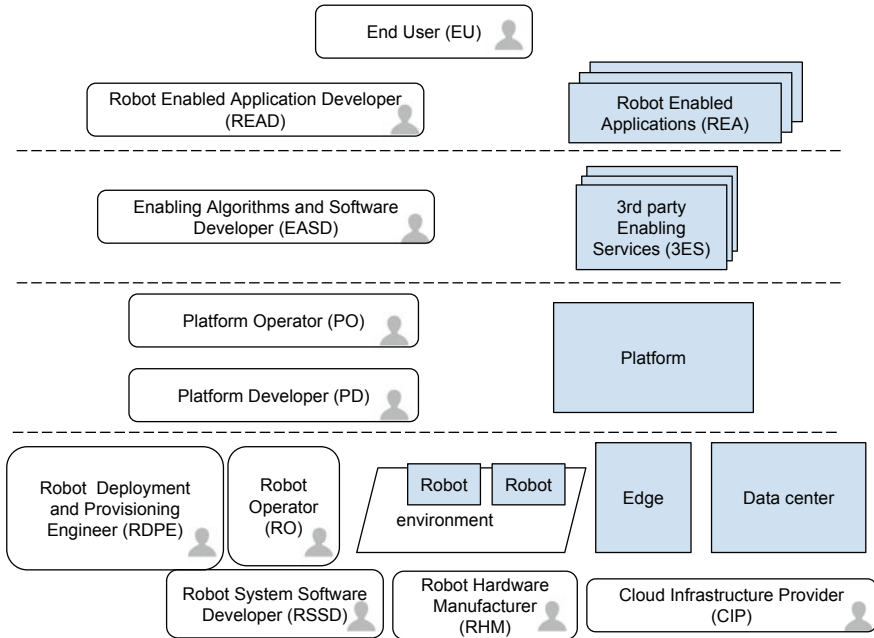 End User (EU)
Robot Enabled Application Developer
(READ)
Robot Enabled
Applications (REA)
Enabling Algorithms and Software
Developer (EASD)
3rd party
Enabling
Services (3ES)
Platform Operator (PO)
Platform
Platform Developer (PD)
Robot Deployment
and Provisioning
Engineer (RDPE)
Robot
Operator
(RO)
Robot
Robot
environment
Edge
Data center
Robot System Software
Developer (RSSD)
Robot Hardware
Manufacturer
(RHM)
Cloud Infrastructure Provider
(CIP)